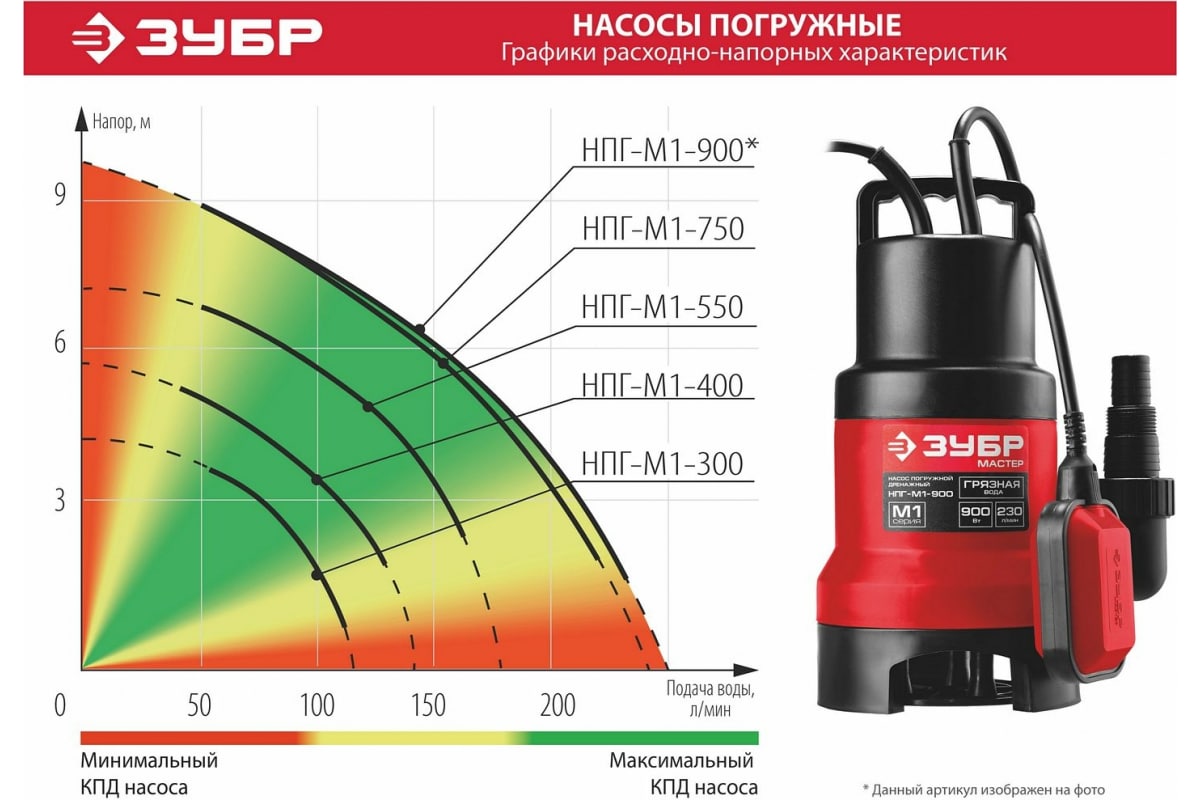 ЗУБР
НАСОСЫ ПОГРУЖНЫЕ
Графики расходно-напорных характеристик
Напор, м
9
6
3
НПГ-М1-900*
НПГ-М1-750
НПГ-М1-550
НПГ-М1-400
НПГ-М1-300
0
50
100
150
200
Подача воды,
л/мин
Минимальный
КПД насоса
Максимальный
КПД насоса
ЗУБР
МАСТЕР
НАСОС ПОГРУЖНОЙ
ДРЕНАЖНЫЙ
НПГ-М1-900
ГРЯЗНАЯ
ВОДА
М1
серия
900
Вт
230
л/мин
* Данный артикул изображен на фото